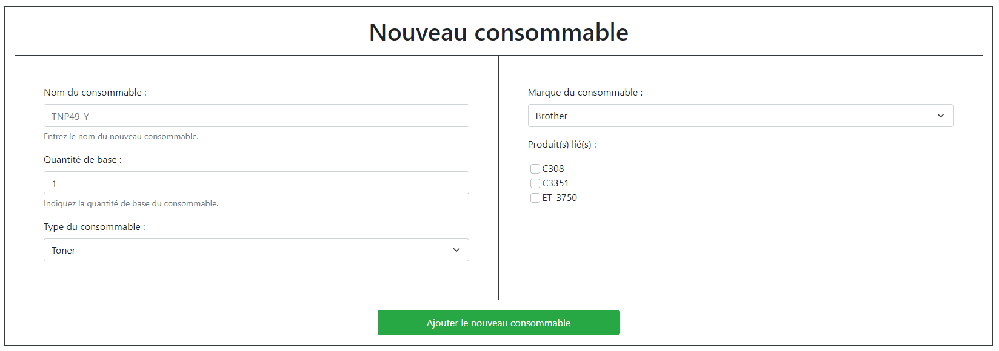 Nouveau consommable
Nom du consommable :
TNP49-Y
Entrez le nom du nouveau consommable.
Quantité de base :
1
Indiquez la quantité de base du consommable.
Type du consommable :
Toner
Marque du consommable :
Brother
Produit(s) lié(s) :
C308
C3351
ET-3750
Ajouter le nouveau consommable